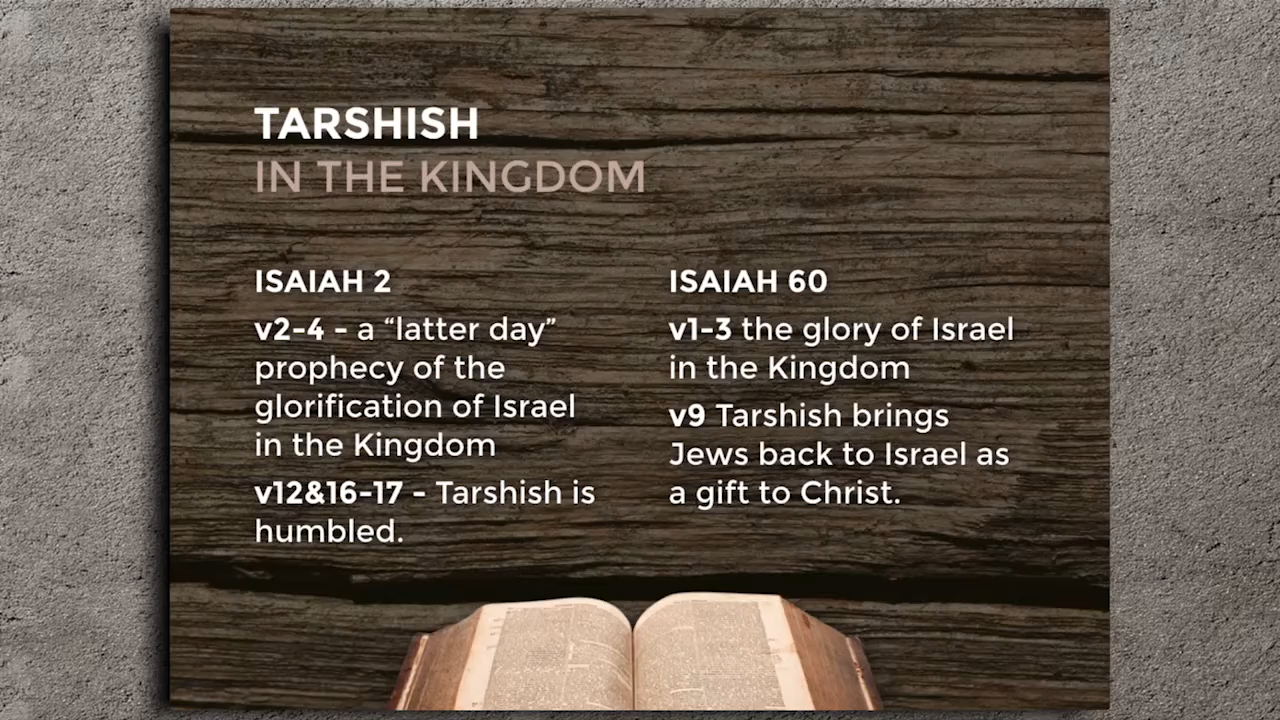 TARSHISH
IN THE KINGDOM
ISAIAH 2
v2-4 - a “latter day”
prophecy of the
glorification of Israel
in the Kingdom
v12&16-17 - Tarshish is
humbled.
ISAIAH 60
v1-3 the glory of Israel
in the Kingdom
v9 Tarshish brings
Jews back to Israel as
a gift to Christ.